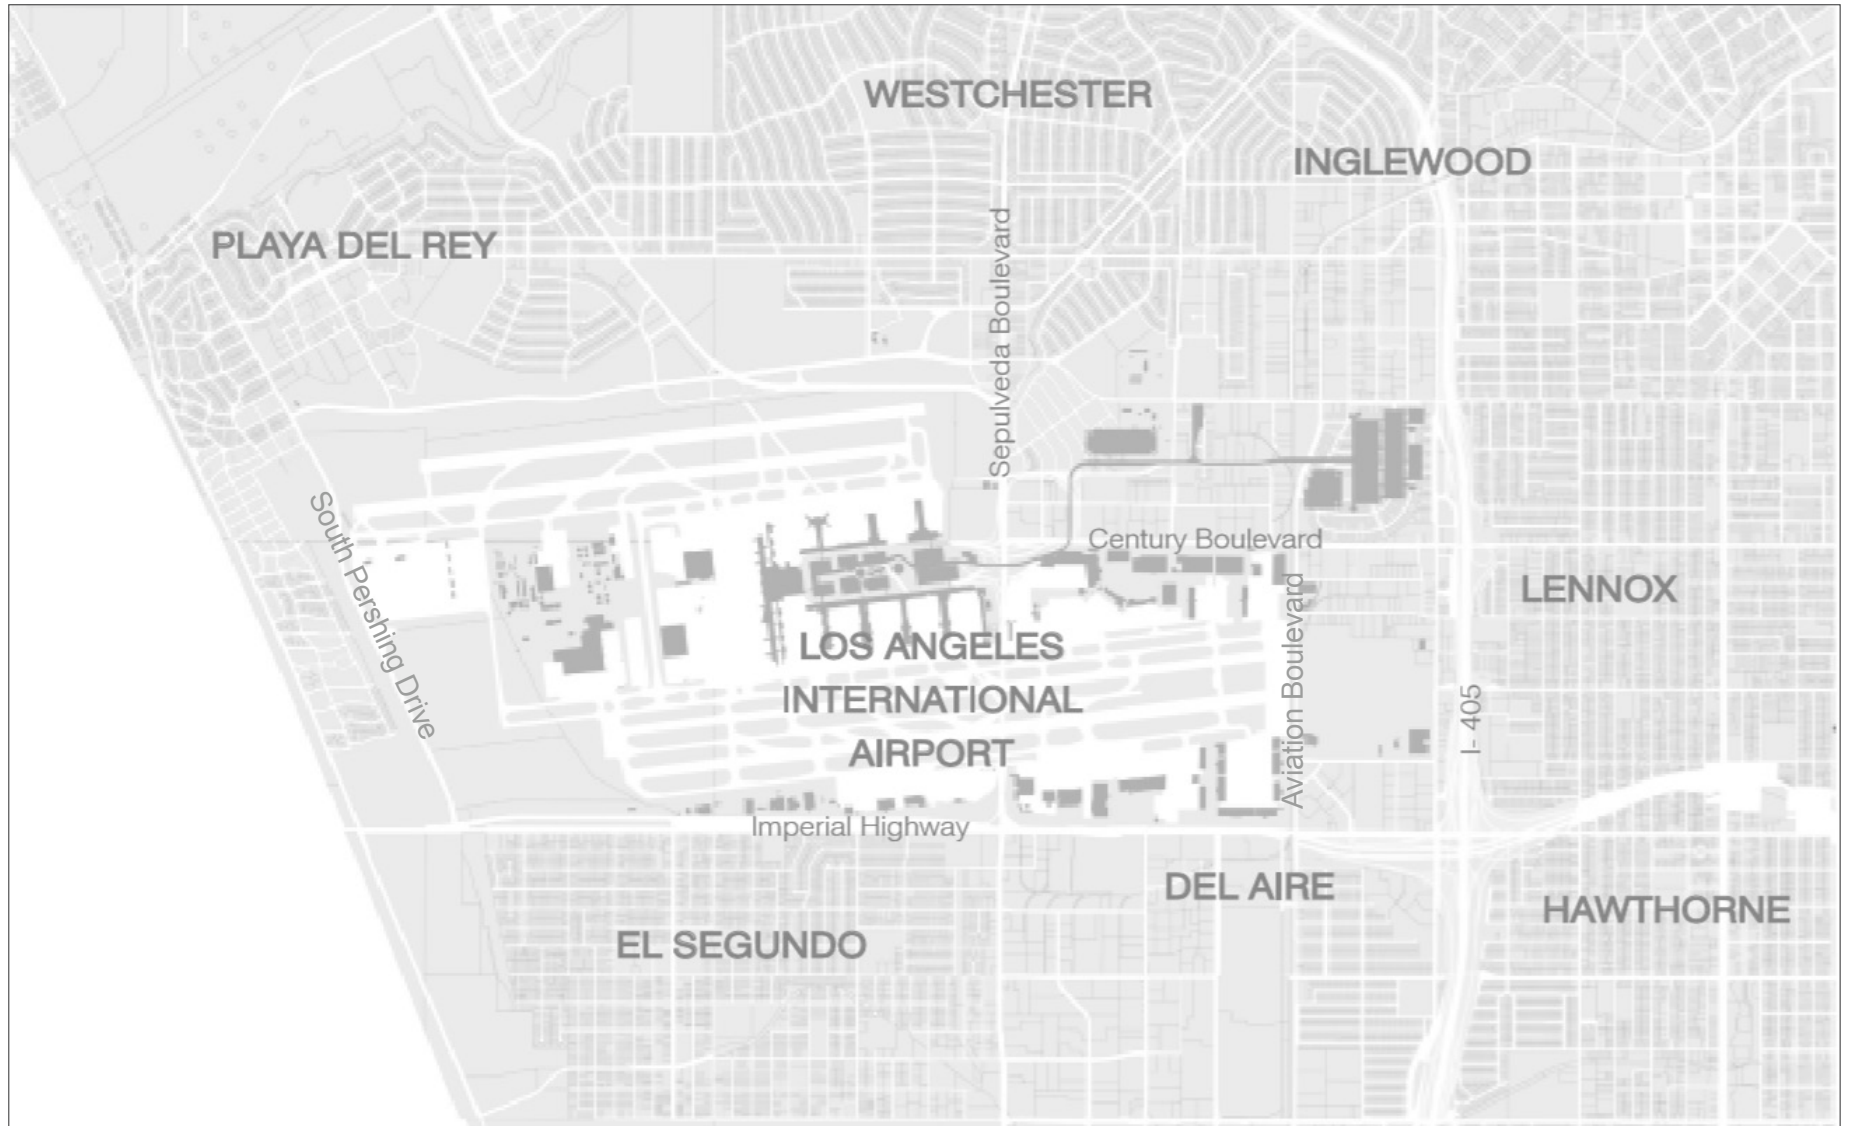 WESTCHESTER
INGLEWOOD
PLAYA DEL REY
Sepulveda Boulevard
South Pershing Drive
Century Boulevard
LENNOX
Aviation Boulevard
LOS ANGELES
INTERNATIONAL
AIRPORT
I- 405
Imperial Highway
DEL AIRE
HAWTHORNE
EL SEGUNDO